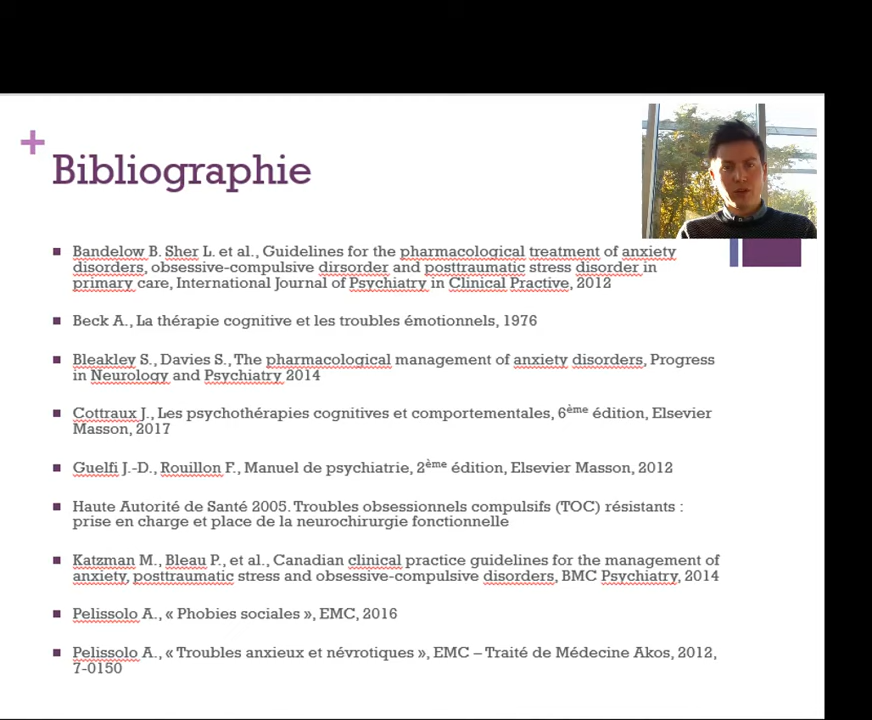 +
Bibliographie
Bandelow B. Sher L. et al., Guidelines for the pharmacological treatment of anxiety
disorders, obsessive-compulsive dirsorder and posttraumatic stress disorder in
primary care, International Journal of Psychiatry in Clinical Practive, 2012
Beck A., La thérapie cognitive et les troubles émotionnels, 1976
Bleakley S., Davies S., The pharmacological management of anxiety disorders, Progress
in Neurology and Psychiatry 2014
Cottraux J., Les psychothérapies cognitives et comportementales, 6ème édition, Elsevier
Masson, 2017
Guelfi J.-D., Rouillon F., Manuel de psychiatrie, 2ème édition, Elsevier Masson, 2012
Haute Autorité de Santé 2005. Troubles obsessionnels compulsifs (TOC) résistants :
prise en charge et place de la neurochirurgie fonctionnelle
Katzman M., Bleau P., et al., Canadian clinical practice guidelines for the management of
anxiety, posttraumatic stress and obsessive-compulsive disorders, BMC Psychiatry, 2014
Pelissolo A., « Phobies sociales », EMC, 2016
Pelissolo A., « Troubles anxieux et névrotiques », EMC – Traité de Médecine Akos, 2012,
7-0150